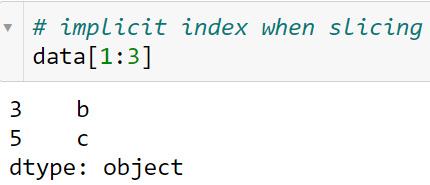 # implicit index when slicing
data[1:3]
3    b
5    c
dtype: object